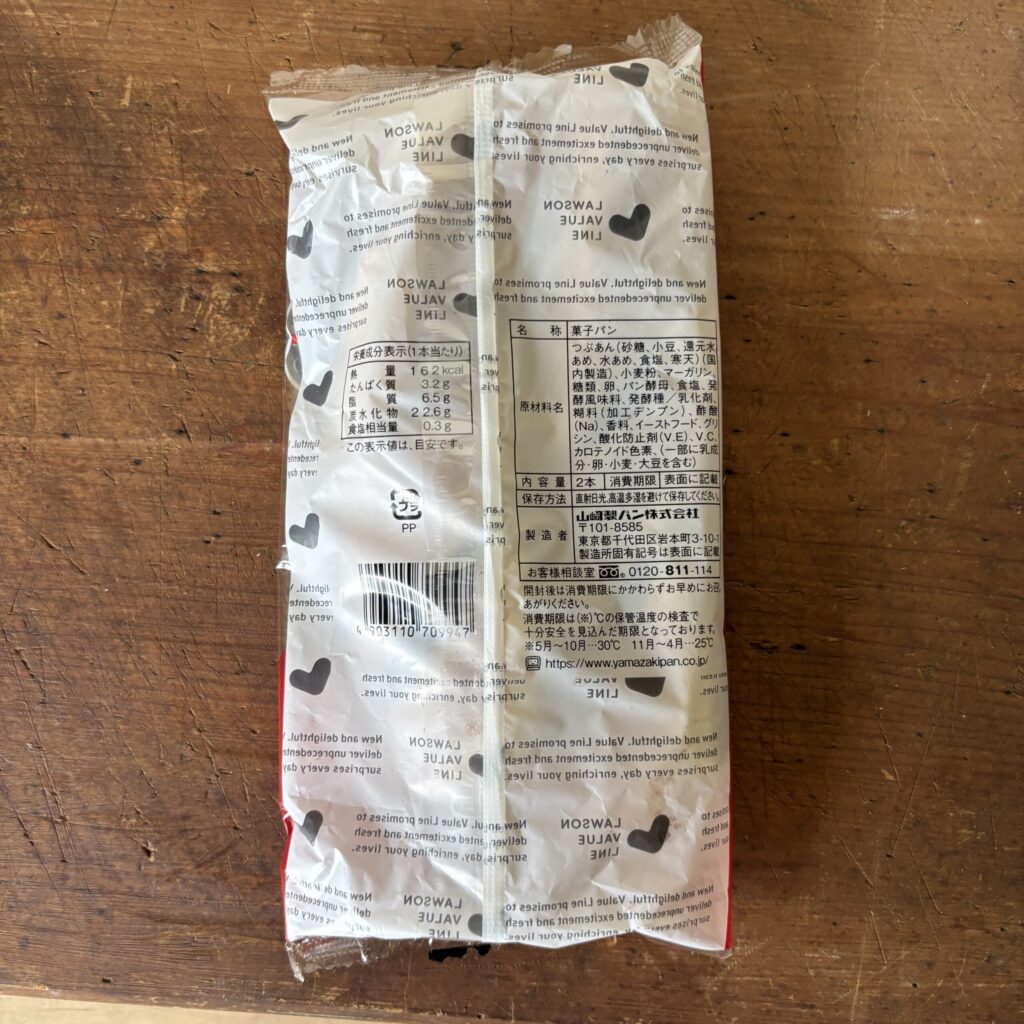 LAWSON
VALUE
LINE
New and delightful. Value Line promises to
deliver unprecedented excitement and fresh
surprises every day, enriching your lives.
栄養成分表示(1本当たり)
熱量 162kcal
たんぱく質 3.2g
脂質 6.5g
炭水化物 22.6g
食塩相当量 0.3g
この表示値は、目安です。
プラ
PP
4903110709947
名称 菓子パン
原材料名
つぶあん(砂糖、小豆、還元水
あめ、水あめ、食塩、寒天)(国
内製造)、小麦粉、マーガリン、
糖類、卵、パン酵母、食塩、発
酵風味料、発酵種/乳化剤、
糊料(加工デンプン)、酢酸
(Na)、香料、イーストフード、グリ
シン、酸化防止剤(V.E)、V.C、
カロテノイド色素、(一部に乳成
分・卵・小麦・大豆を含む)
内容量 2本 消費期限 表面に記載
保存方法 直射日光、高温多湿を避けて保存してください。
製造者
山崎製パン株式会社
〒101-8585
東京都千代田区岩本町3-10-1
製造所固有記号は表面に記載
お客様相談室 0120-811-114
開封後は消費期限にかかわらずお早めにお召
あがりください。
消費期限は(※)℃の保管温度の検査で
十分安全を見込んだ期限となっております。
※5月〜10月…30℃ 11月〜4月…25℃
https://www.yamazakipan.co.jp/